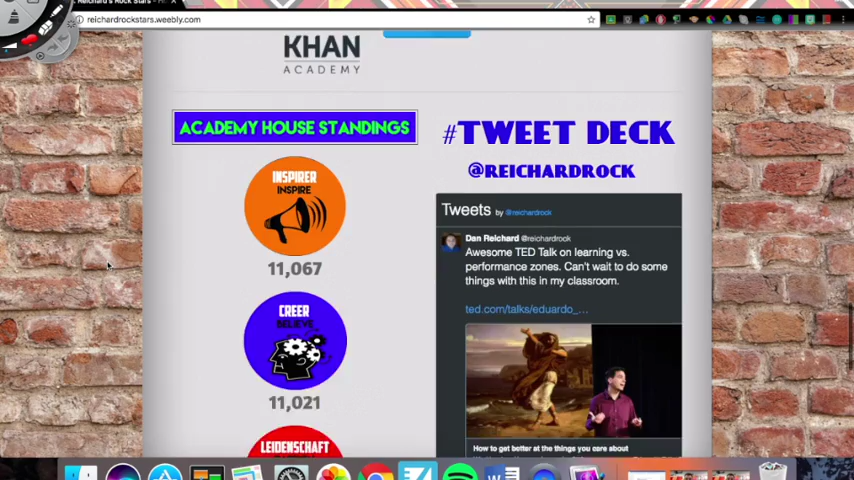 Reichard's Rock Stars -
reichardrockstars.weebly.com
KHAN
ACADEMY
ACADEMY HOUSE STANDINGS
#TWEET DECK
@REICHARDROCK
INSPIRER
INSPIRE
11,067
CREER
BELIEVE
11,021
LEIDENSCHAFT
Tweets by @reichardrock
Dan Reichard @reichardrock
Awesome TED Talk on learning vs.
performance zones. Can't wait to do some
things with this in my classroom.
ted.com/talks/eduardo_...
How to get better at the things you care about